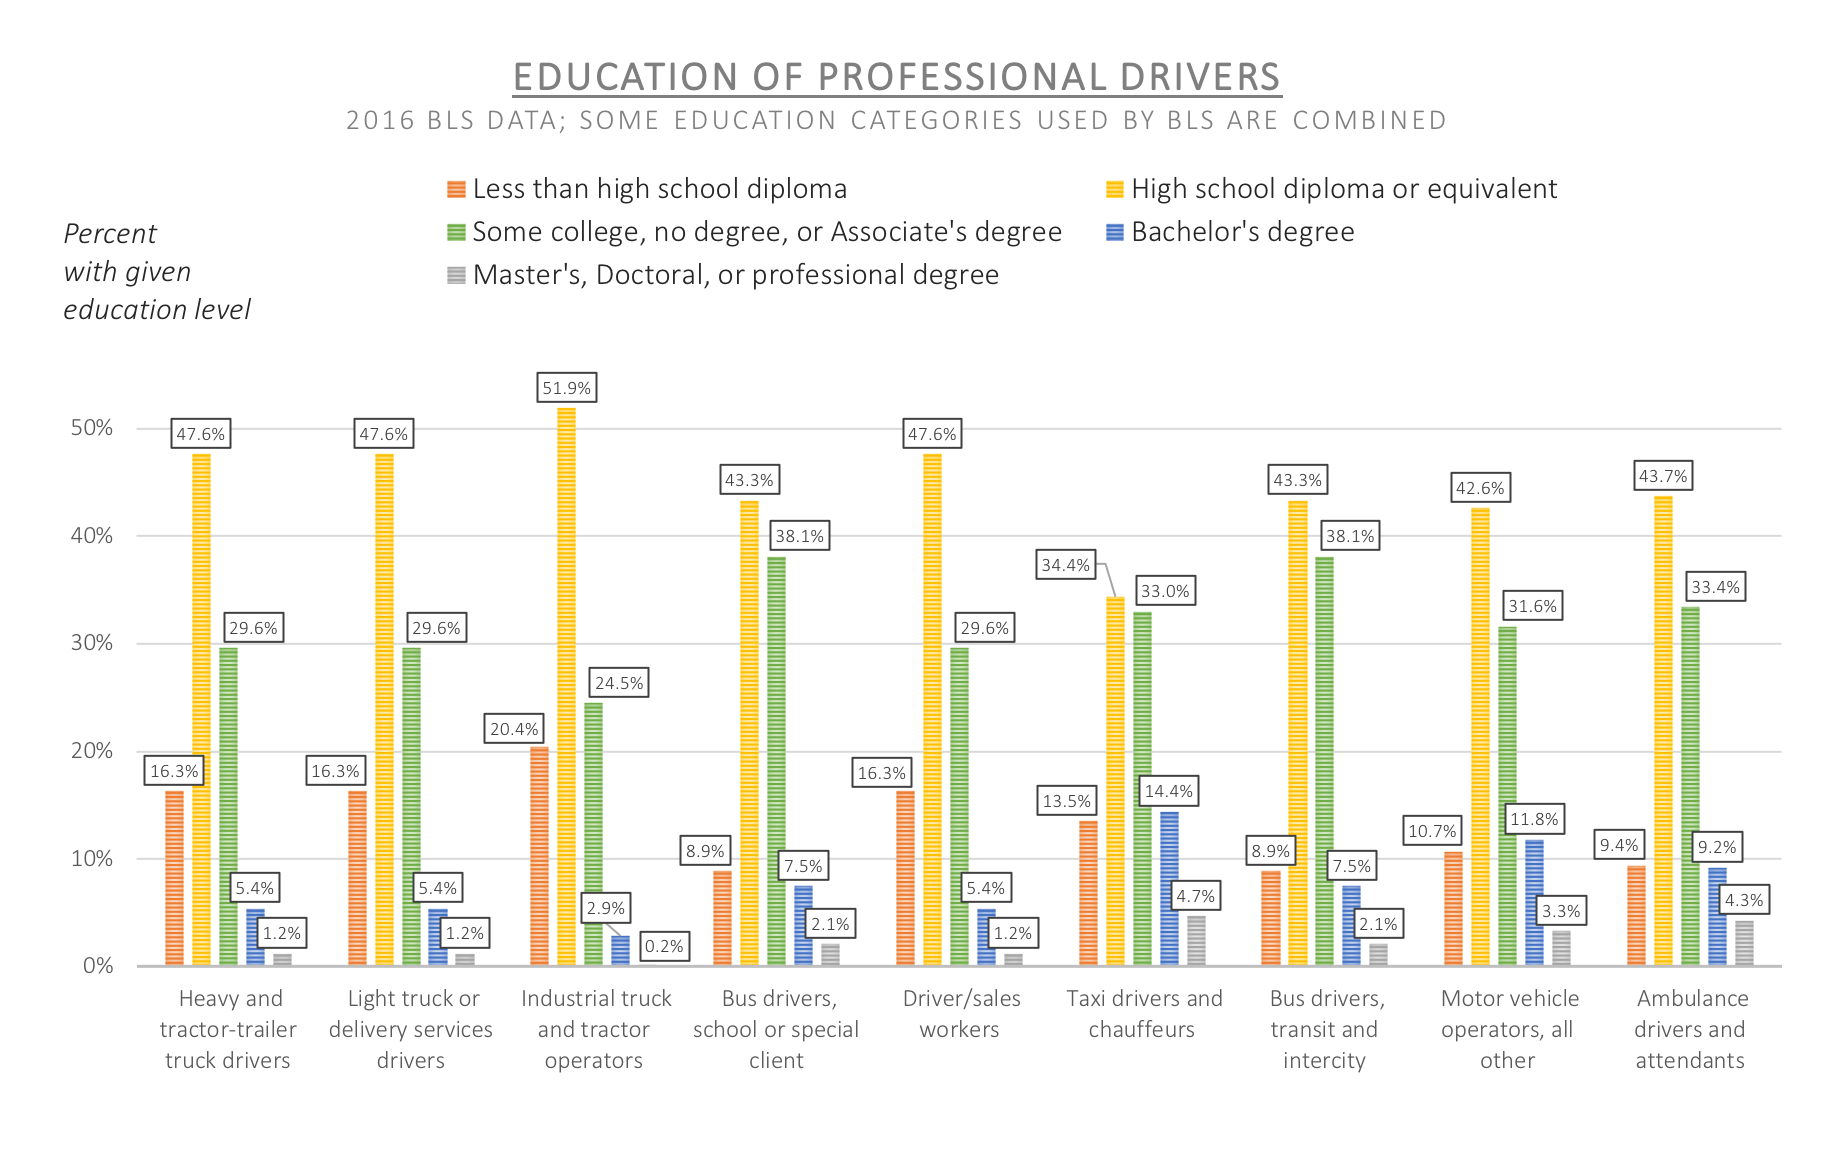 EDUCATION OF PROFESSIONAL DRIVERS
2016 BLS DATA; SOME EDUCATION CATEGORIES USED BY BLS ARE COMBINED
Less than high school diploma
High school diploma or equivalent
Some college, no degree, or Associate's degree
Bachelor's degree
Master's, Doctoral, or professional degree
Percent
with given
education level
50%
40%
30%
20%
10%
0%
16.3%
47.6%
29.6%
5.4%
1.2%
16.3%
47.6%
29.6%
5.4%
1.2%
20.4%
51.9%
24.5%
2.9%
0.2%
8.9%
43.3%
38.1%
7.5%
2.1%
16.3%
47.6%
29.6%
5.4%
1.2%
13.5%
34.4%
33.0%
14.4%
4.7%
8.9%
43.3%
38.1%
7.5%
2.1%
10.7%
42.6%
31.6%
11.8%
3.3%
9.4%
43.7%
33.4%
9.2%
4.3%
Heavy and
tractor-trailer
truck drivers
Light truck or
delivery services
drivers
Industrial truck
and tractor
operators
Bus drivers,
school or special
client
Driver/sales
workers
Taxi drivers and
chauffeurs
Bus drivers,
transit and
intercity
Motor vehicle
operators, all
other
Ambulance
drivers and
attendants